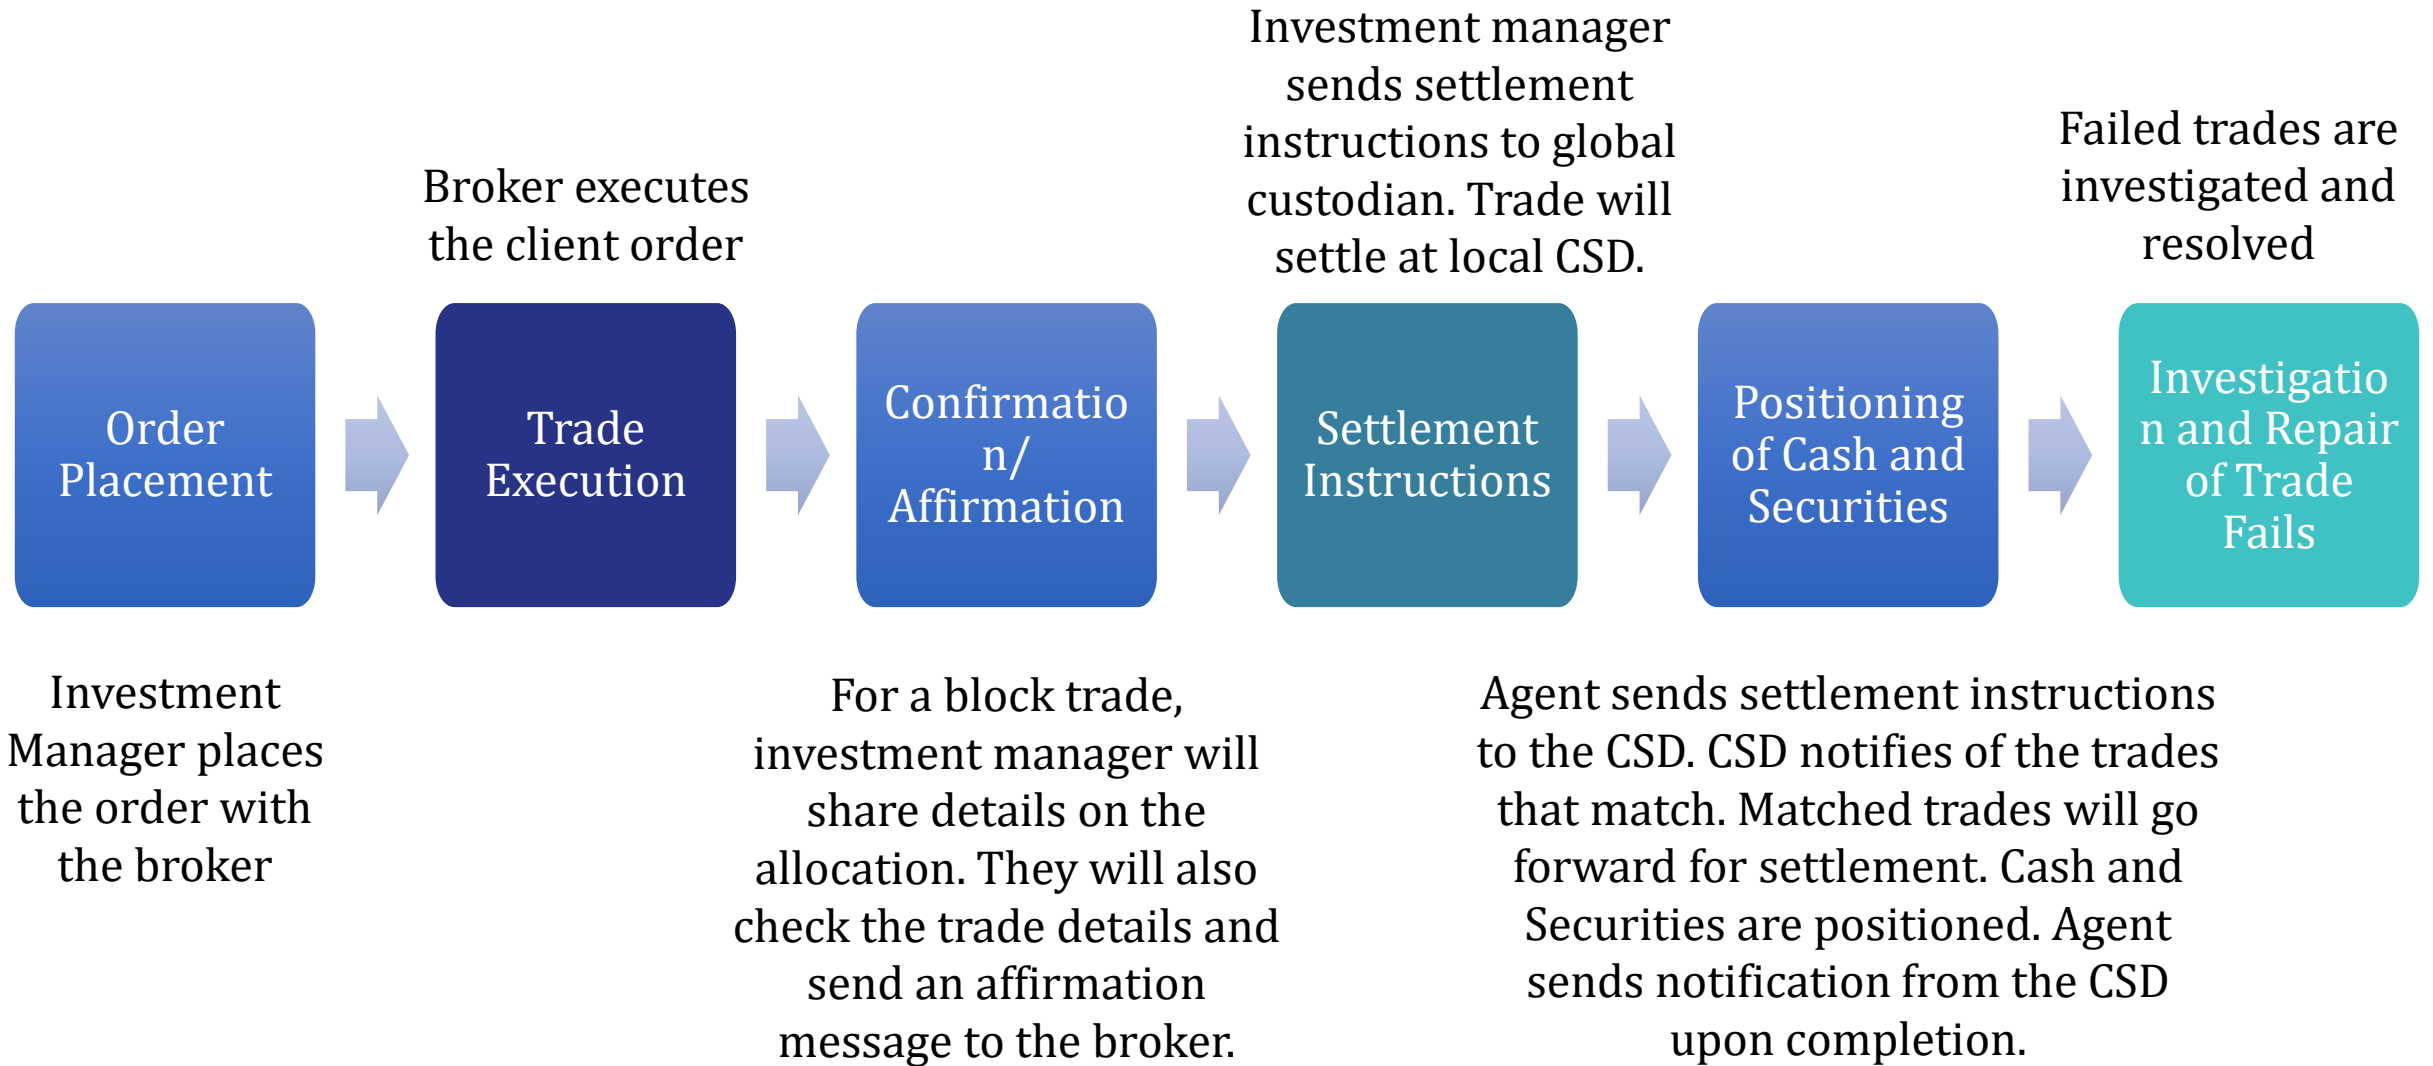 Investment manager
sends settlement
instructions to global
custodian. Trade will
settle at local CSD.
Failed trades are
investigated and
resolved
Broker executes
the client order
Order
Placement
Trade
Execution
Confirmatio
n/
Affirmation
Settlement
Instructions
Positioning
of Cash and
Securities
Investigatio
n and Repair
of Trade
Fails
Investment
Manager places
the order with
the broker
For a block trade,
investment manager will
share details on the
allocation. They will also
check the trade details and
send an affirmation
message to the broker.
Agent sends settlement instructions
to the CSD. CSD notifies of the trades
that match. Matched trades will go
forward for settlement. Cash and
Securities are positioned. Agent
sends notification from the CSD
upon completion.